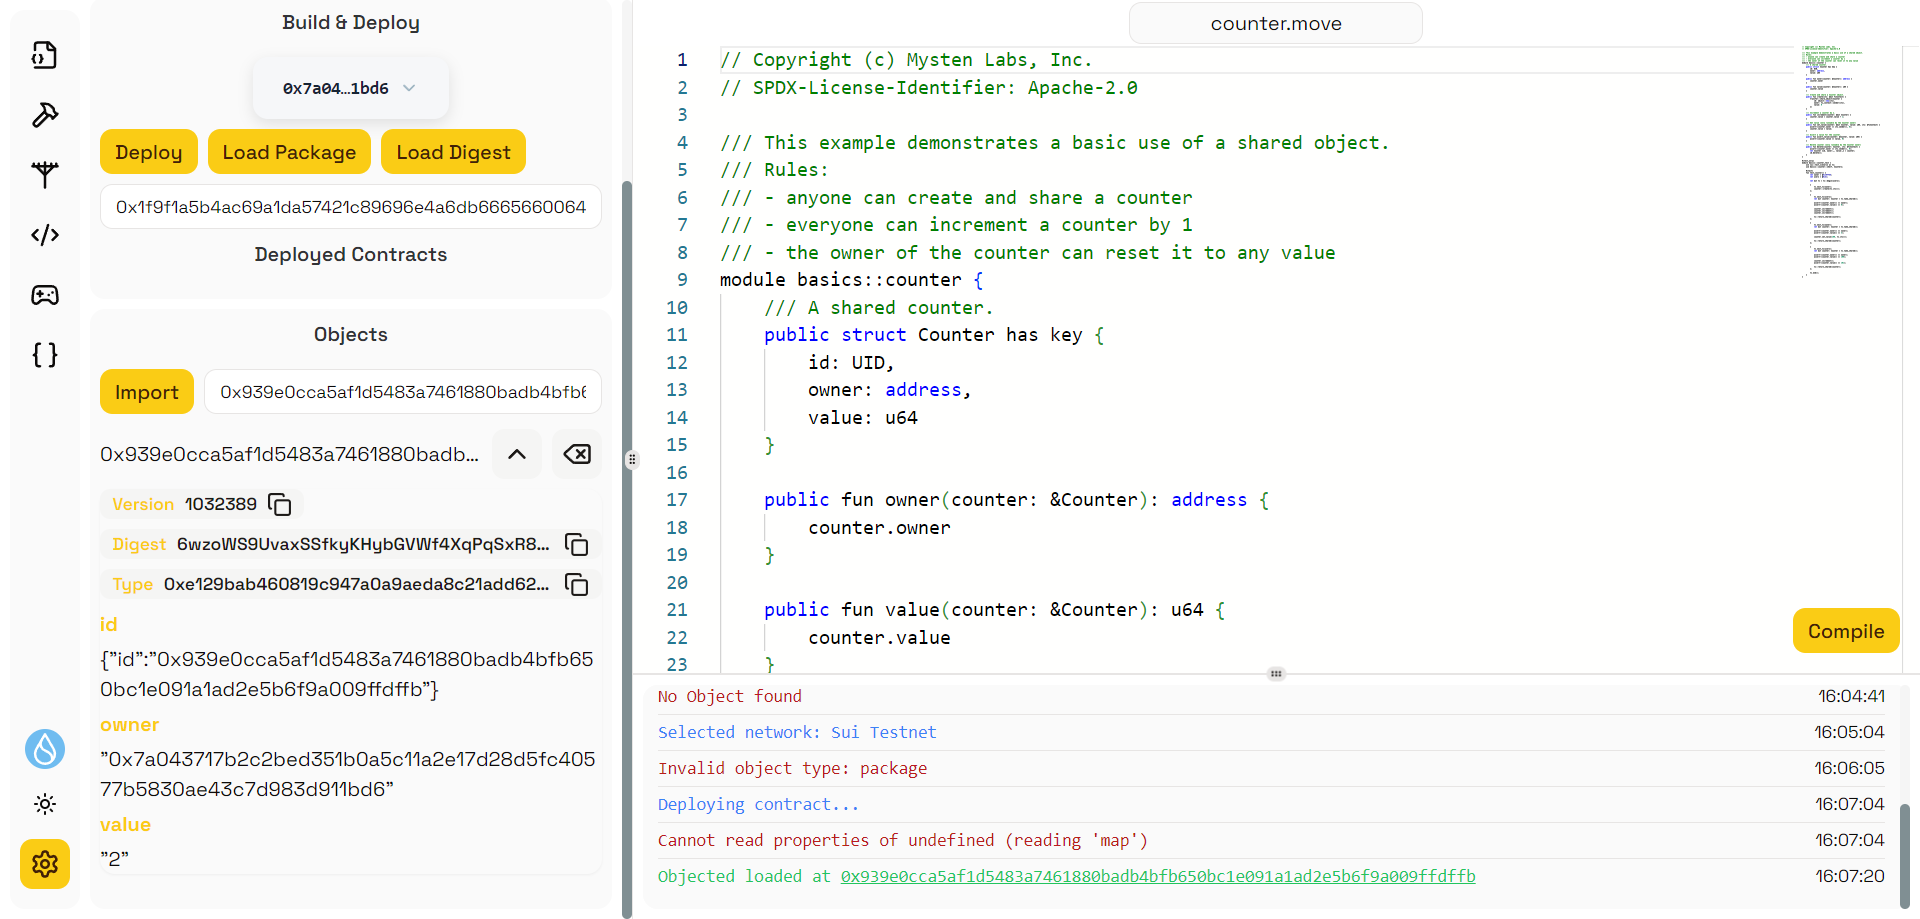 Build & Deploy
0x7a04…1bd6
Deploy
Load Package
Load Digest
0x1f9f1a5b4ac69a1da57421c89696e4a6db6665660064
Deployed Contracts
Objects
Import
0x939e0cca5af1d5483a7461880badb4bfb6
0x939e0cca5af1d5483a7461880badb...
Version 1032389
Digest 6wzoWS9UvaxSSfkyKHybGVWf4XqPqSxR8...
Type 0xe129bab460819c947a0a9aeda8c21add62...
id
{"id":"0x939e0cca5af1d5483a7461880badb4bfb65
0bc1e091a1ad2e5b6f9a009ffdffb"}
owner
"0x7a043717b2c2bed351b0a5c11a2e17d28d5fc405
77b5830ae43c7d983d911bd6"
value
"2"
counter.move
1 // Copyright (c) Mysten Labs, Inc.
2 // SPDX-License-Identifier: Apache-2.0
3
4 /// This example demonstrates a basic use of a shared object.
5 /// Rules:
6 /// - anyone can create and share a counter
7 /// - everyone can increment a counter by 1
8 /// - the owner of the counter can reset it to any value
9 module basics::counter {
10 /// A shared counter.
11 public struct Counter has key {
12 id: UID,
13 owner: address,
14 value: u64
15 }
16
17 public fun owner(counter: &Counter): address {
18 counter.owner
19 }
20
21 public fun value(counter: &Counter): u64 {
22 counter.value
23 }
Compile
No Object found 16:04:41
Selected network: Sui Testnet 16:05:04
Invalid object type: package 16:06:05
Deploying contract... 16:07:04
Cannot read properties of undefined (reading 'map') 16:07:04
Objected loaded at 0x939e0cca5af1d5483a7461880badb4bfb650bc1e091a1ad2e5b6f9a009ffdffb 16:07:20